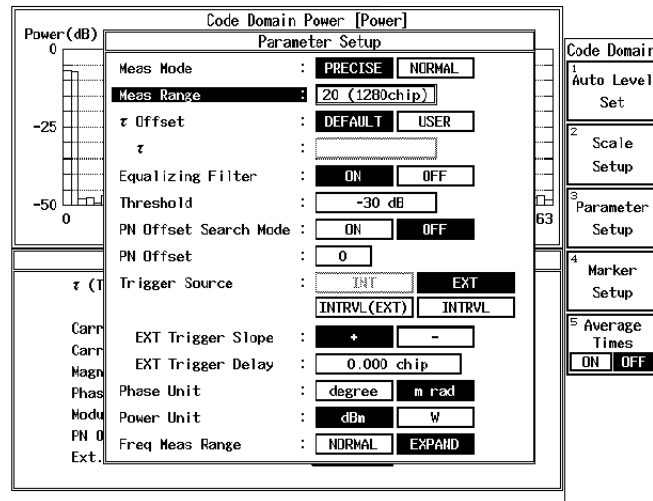 Code Domain Power [Power]
Power(dB)
0
-25
-50
0
63
Parameter Setup
Meas Mode : PRECISE NORMAL
Meas Range : 20 (1280chip)
τ Offset : DEFAULT USER
τ :
Equalizing Filter : ON OFF
Threshold : -30 dB
PN Offset Search Mode : ON OFF
PN Offset : 0
Trigger Source : INT EXT
INTRVL(EXT) INTRVL
EXT Trigger Slope : + -
EXT Trigger Delay : 0.000 chip
Phase Unit : degree m rad
Power Unit : dBm W
Freq Meas Range : NORMAL EXPAND
τ (T
Carr
Carr
Magn
Phas
Modu
PN O
Ext.
Code Domain
1
Auto Level
Set
2
Scale
Setup
3
Parameter
Setup
4
Marker
Setup
5
Average
Times
ON OFF